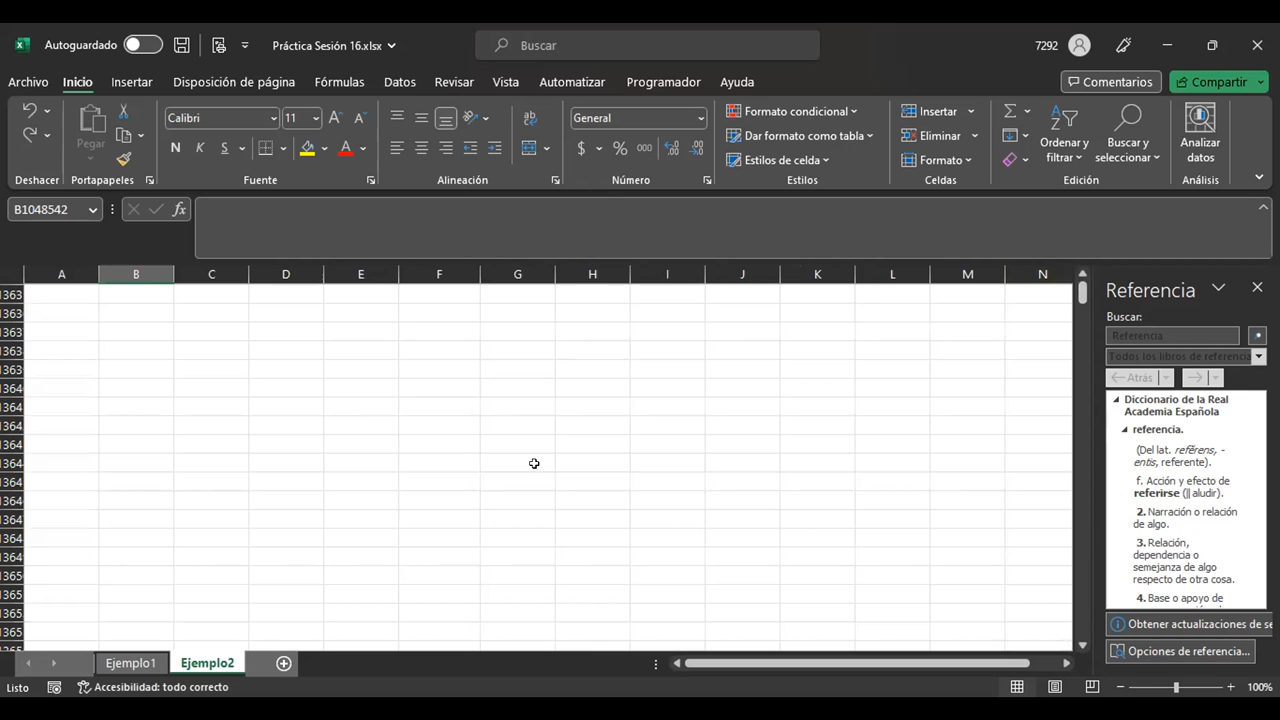 Autoguardado
Práctica Sesión 16.xlsx
Buscar
7292
Archivo Inicio Insertar Disposición de página Fórmulas Datos Revisar Vista Automatizar Programador Ayuda
Comentarios
Compartir
Pegar
Deshacer
Portapapeles
Calibri 11
N K S
Fuente
Alineación
General
$ % 000
Número
Formato condicional
Dar formato como tabla
Estilos de celda
Estilos
Insertar
Eliminar
Formato
Celdas
Ordenar y
filtrar
Buscar y
seleccionar
Edición
Analizar
datos
Análisis
B1048542
fx
A B C D E F G H I J K L M N
Referencia
Buscar:
Referencia
Todos los libros de referencia
Atrás
Diccionario de la Real
Academia Española
referencia.
(Del lat. refĕrens, -
entis, referente).
f. Acción y efecto de
referirse (|| aludir).
2. Narración o relación
de algo.
3. Relación,
dependencia o
semejanza de algo
respecto de otra cosa.
4. Base o apoyo de
Obtener actualizaciones de se
Opciones de referencia...
Ejemplo1 Ejemplo2
Listo
Accesibilidad: todo correcto
100%